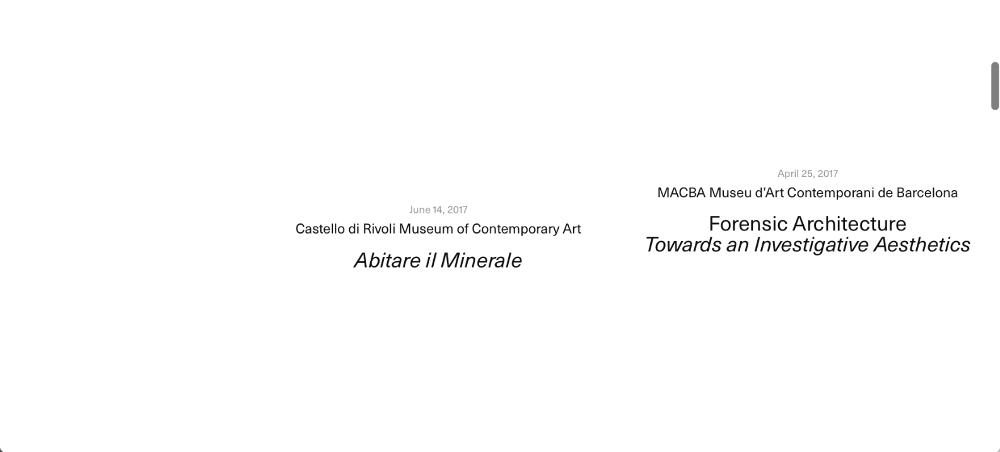 June 14, 2017
Castello di Rivoli Museum of Contemporary Art
Abitare il Minerale
April 25, 2017
MACBA Museu d’Art Contemporani de Barcelona
Forensic Architecture
Towards an Investigative Aesthetics